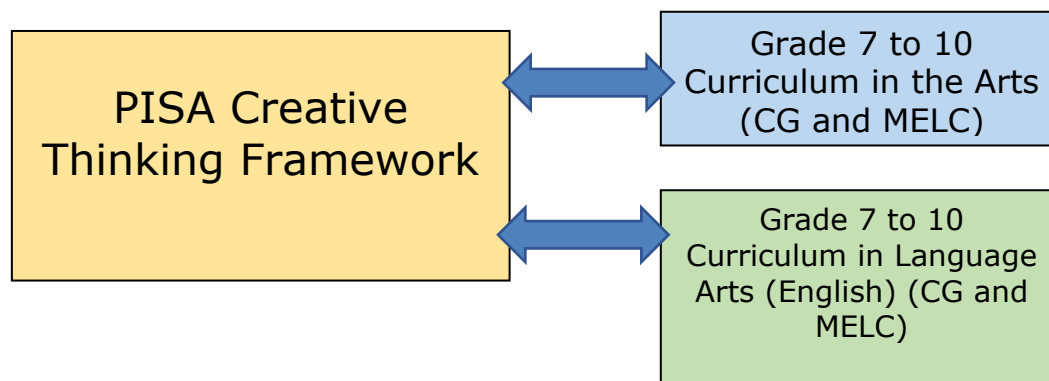 PISA Creative
Thinking Framework
Grade 7 to 10
Curriculum in the Arts
(CG and MELC)
Grade 7 to 10
Curriculum in Language
Arts (English) (CG and
MELC)